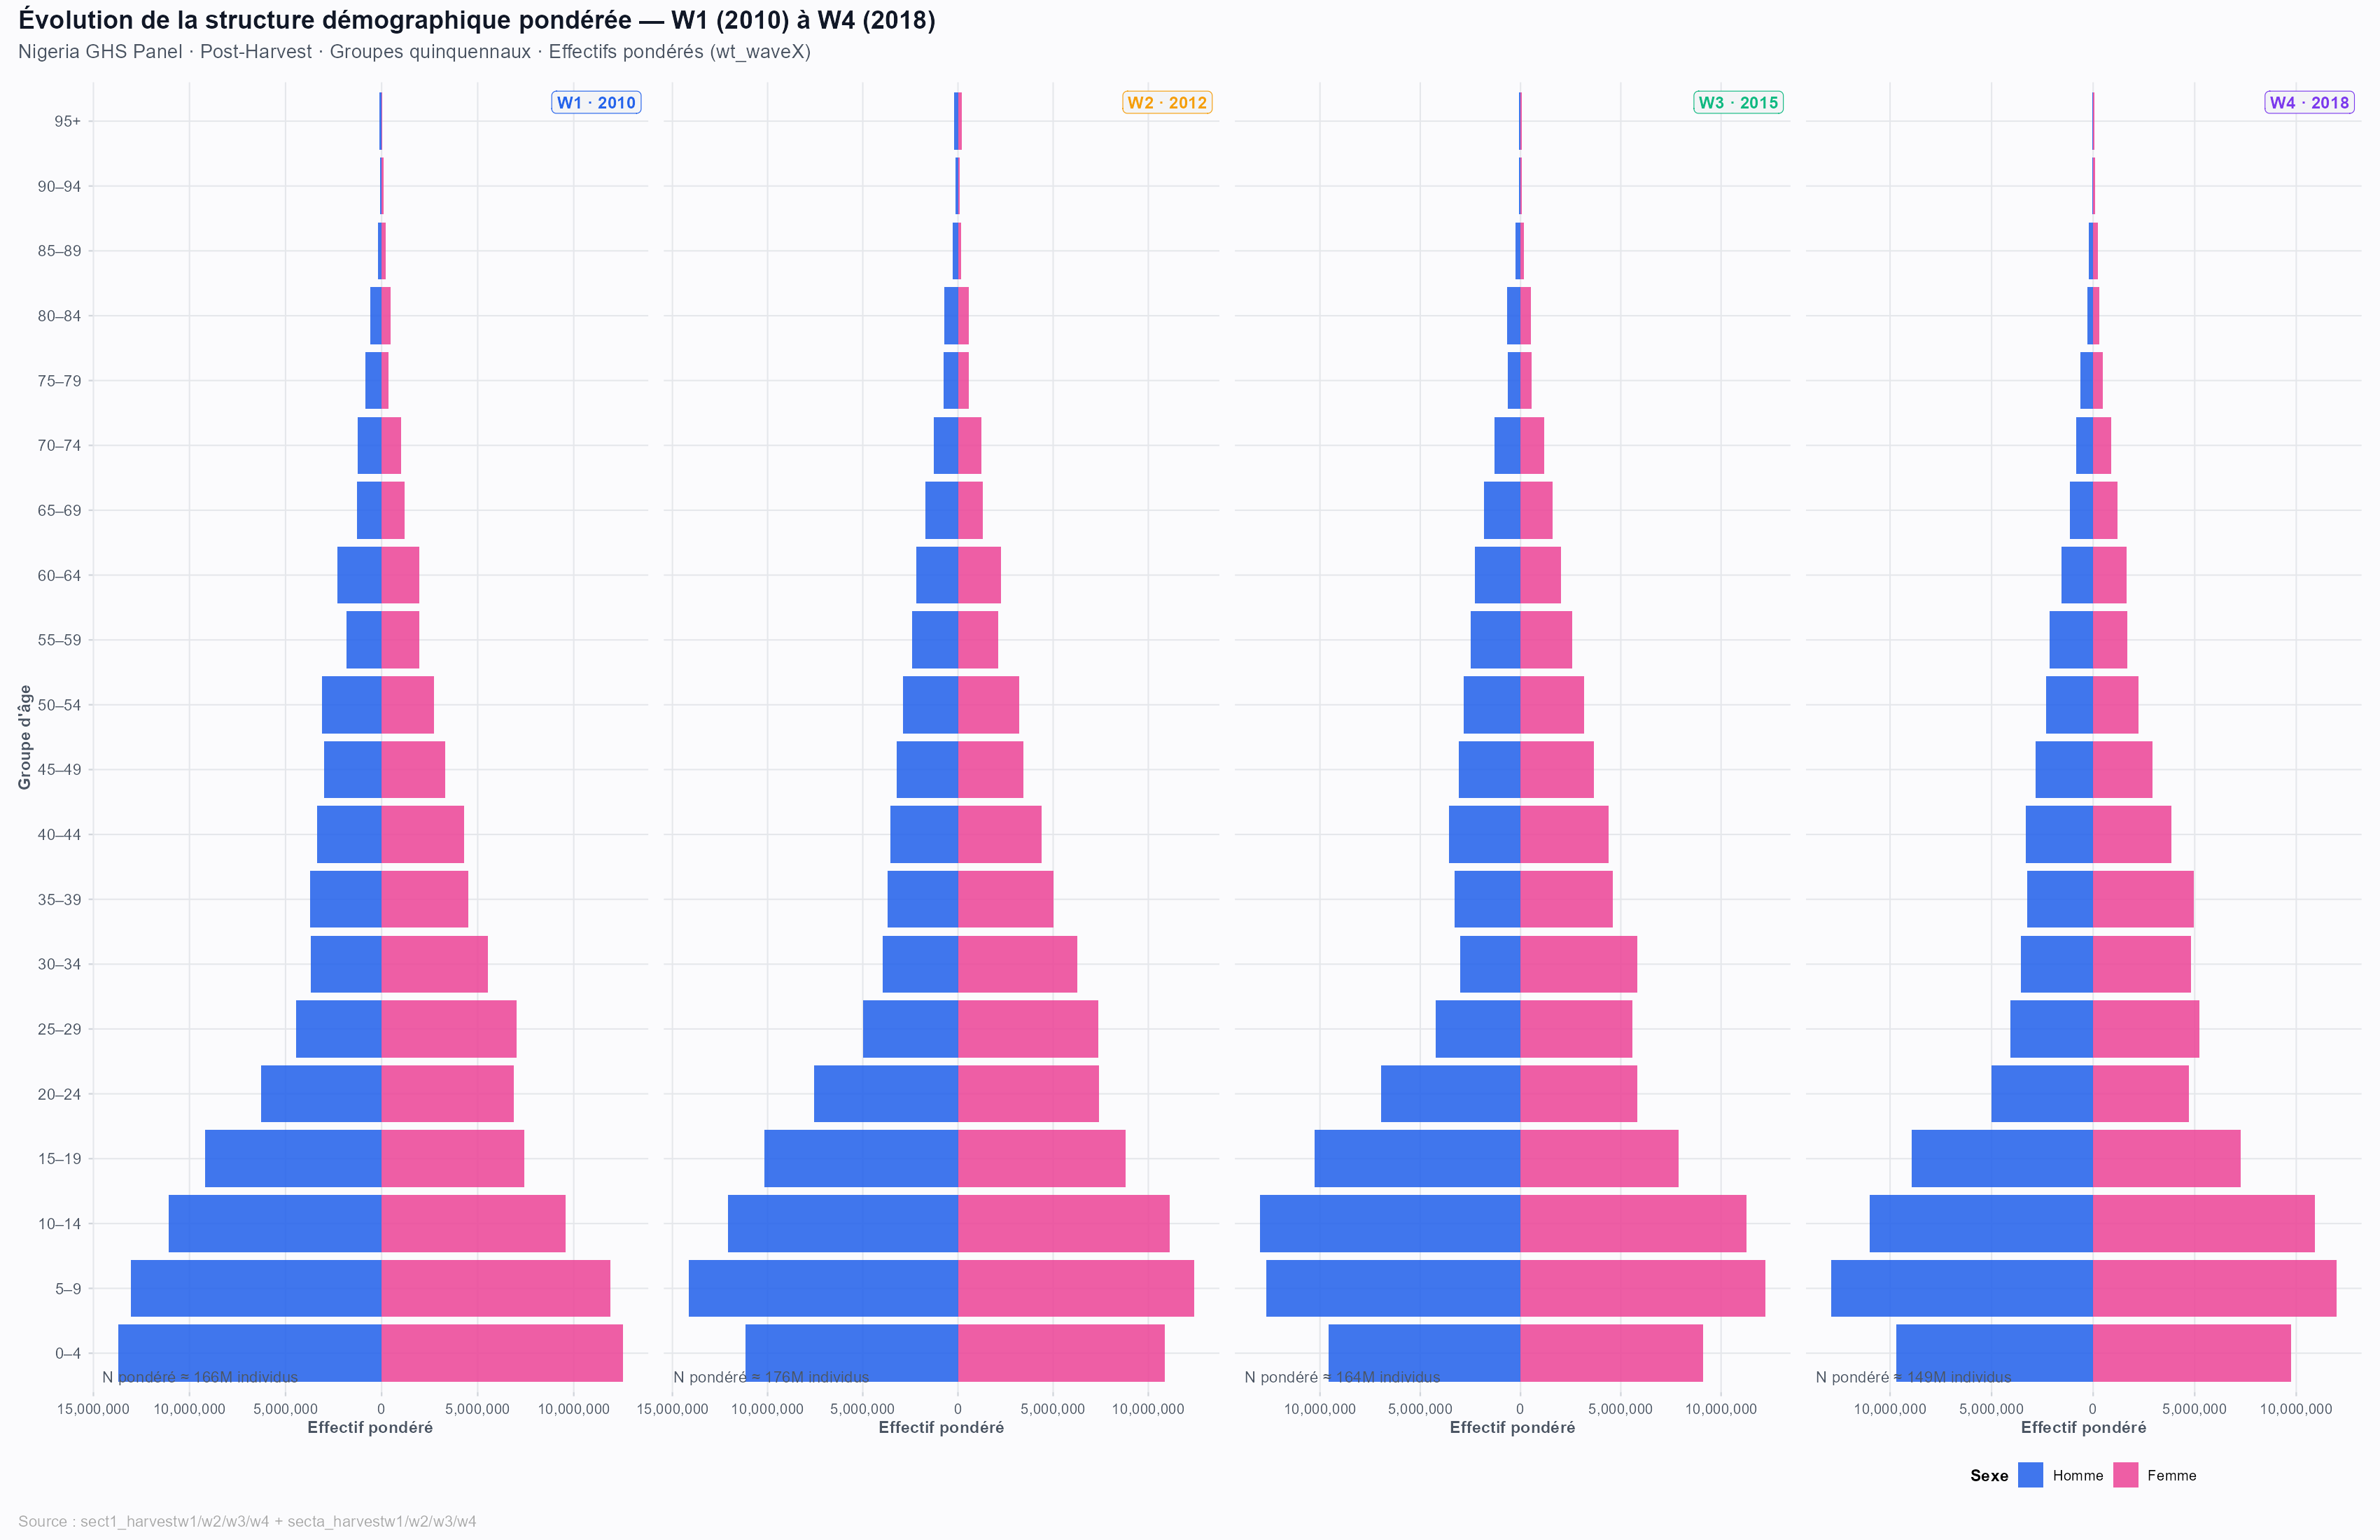 Évolution de la structure démographique pondérée — W1 (2010) à W4 (2018)
Nigeria GHS Panel · Post-Harvest · Groupes quinquennaux · Effectifs pondérés (wt_waveX)
W1 · 2010
W2 · 2012
W3 · 2015
W4 · 2018
Groupe d'âge
95+
90–94
85–89
80–84
75–79
70–74
65–69
60–64
55–59
50–54
45–49
40–44
35–39
30–34
25–29
20–24
15–19
10–14
5–9
0–4
N pondéré ≈ 166M individus
N pondéré ≈ 176M individus
N pondéré ≈ 164M individus
N pondéré ≈ 149M individus
15,000,000 10,000,000 5,000,000 0 5,000,000 10,000,000
15,000,000 10,000,000 5,000,000 0 5,000,000 10,000,000
10,000,000 5,000,000 0 5,000,000 10,000,000
10,000,000 5,000,000 0 5,000,000 10,000,000
Effectif pondéré
Effectif pondéré
Effectif pondéré
Effectif pondéré
Sexe Homme Femme
Source : sect1_harvestw1/w2/w3/w4 + secta_harvestw1/w2/w3/w4